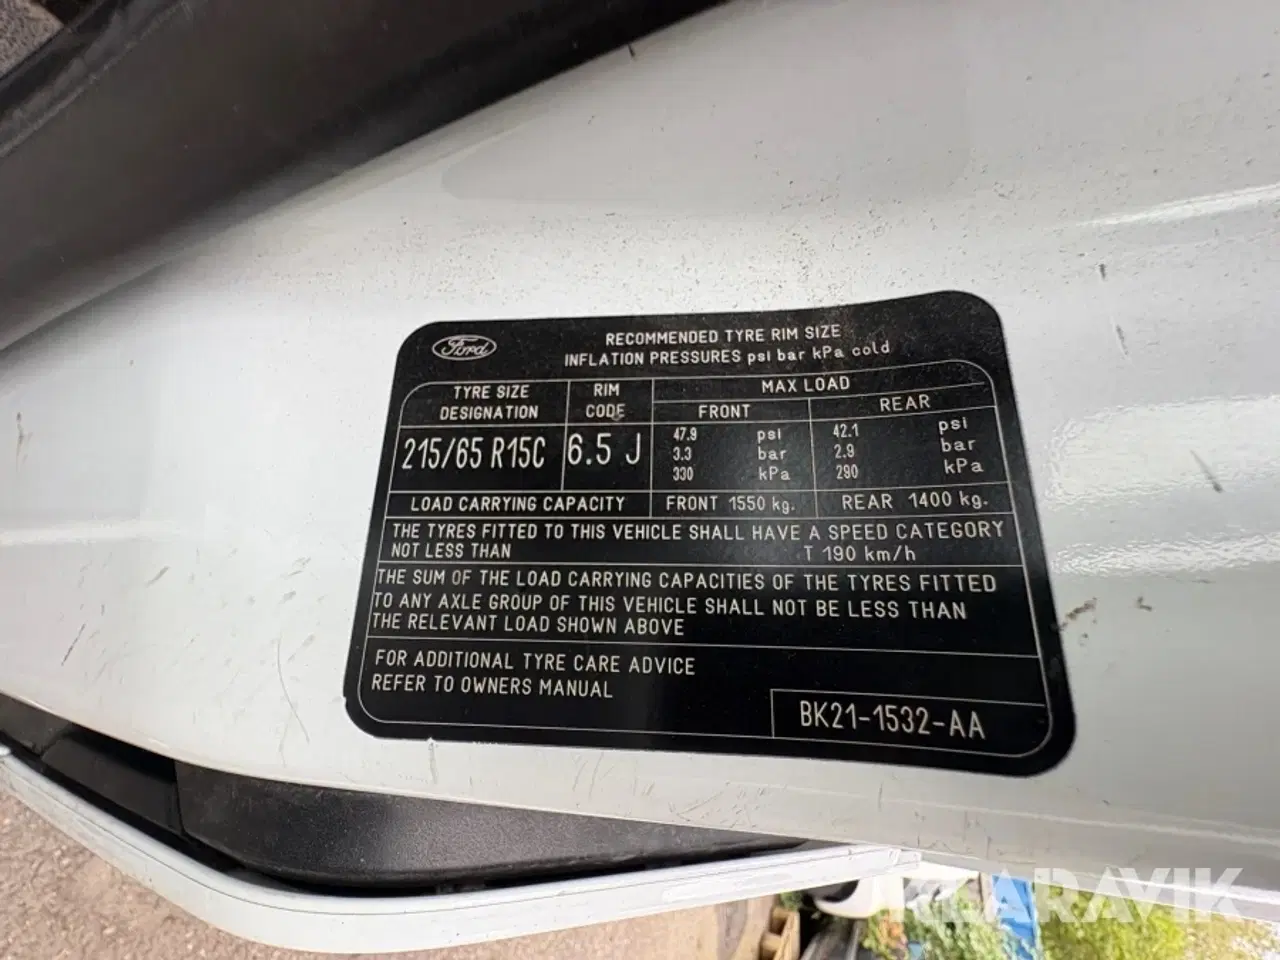 Ford
RECOMMENDED TYRE RIM SIZE
INFLATION PRESSURES psi bar kPa cold
TYRE SIZE DESIGNATION
RIM CODE
MAX LOAD
FRONT
REAR
215/65 R15C
6.5 J
47.9 psi
3.3 bar
330 kPa
42.1 psi
2.9 bar
290 kPa
LOAD CARRYING CAPACITY
FRONT 1550 kg.
REAR 1400 kg.
THE TYRES FITTED TO THIS VEHICLE SHALL HAVE A SPEED CATEGORY
NOT LESS THAN T 190 km/h
THE SUM OF THE LOAD CARRYING CAPACITIES OF THE TYRES FITTED
TO ANY AXLE GROUP OF THIS VEHICLE SHALL NOT BE LESS THAN
THE RELEVANT LOAD SHOWN ABOVE
FOR ADDITIONAL TYRE CARE ADVICE
REFER TO OWNERS MANUAL
BK21-1532-AA
KLARAVIK